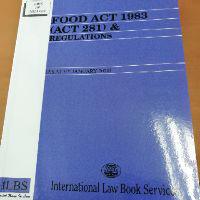 FOOD ACT 1983
(ACT 281) &
REGULATIONS
International Law Book Services
ILBS